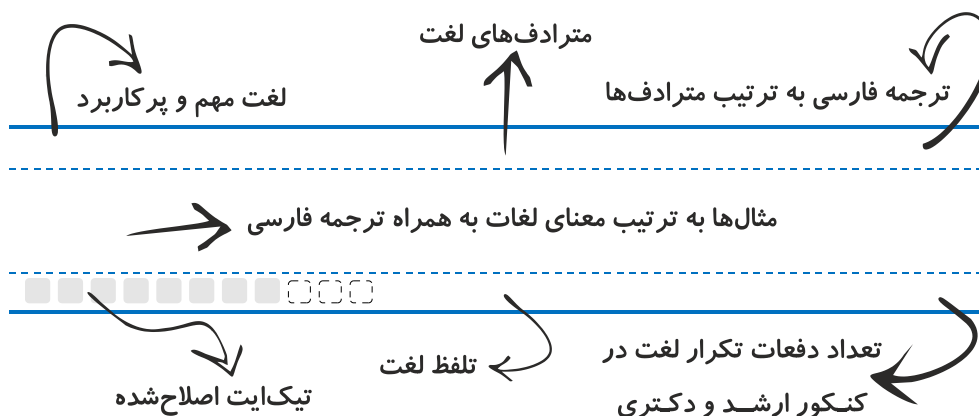 مترادف‌های لغت
ترجمه فارسی به ترتیب مترادف‌ها
لغت مهم و پرکاربرد
مثال‌ها به ترتیب معنای لغات به همراه ترجمه فارسی
تعداد دفعات تکرار لغت در
کنکور ارشد و دکتری
تلفظ لغت
تیک‌ایت اصلاح‌شده